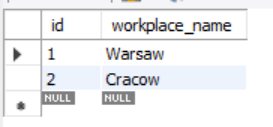 id workplace_name
1 Warsaw
2 Cracow
NULL NULL